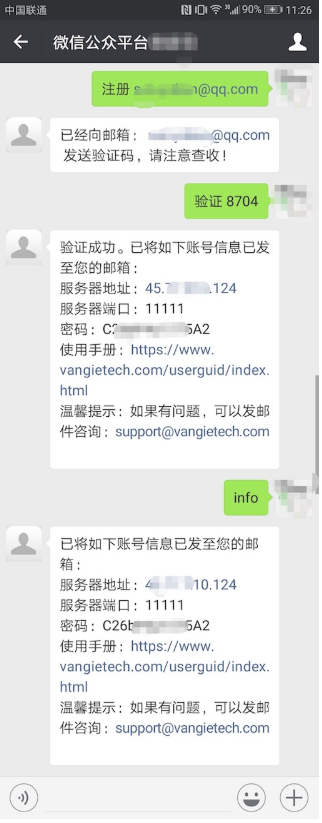 中国联通 90% 11:26
微信公众平台
注册 s @qq.com
已经向邮箱： @qq.com
发送验证码，请注意查收！
验证 8704
验证成功。已将如下账号信息已发
至您的邮箱：
服务器地址：45. .124
服务器端口：11111
密码：C2 5A2
使用手册：https://www.
vangietech.com/userguid/index.
html
温馨提示：如果有问题，可以发邮
件咨询：support@vangietech.com
info
已将如下账号信息已发至您的邮
箱：
服务器地址：4 10.124
服务器端口：11111
密码：C26 5A2
使用手册：https://www.
vangietech.com/userguid/index.
html
温馨提示：如果有问题，可以发邮
件咨询：support@vangietech.com